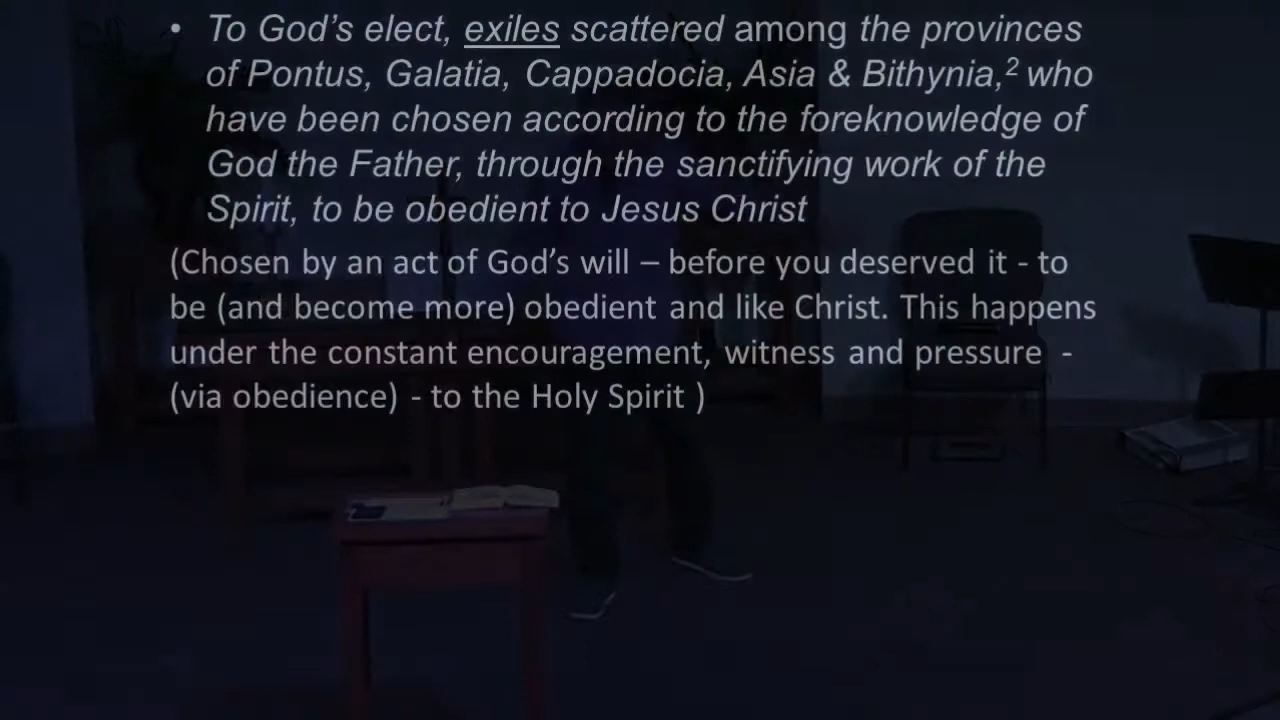 • To God’s elect, exiles scattered among the provinces
of Pontus, Galatia, Cappadocia, Asia & Bithynia,² who
have been chosen according to the foreknowledge of
God the Father, through the sanctifying work of the
Spirit, to be obedient to Jesus Christ
(Chosen by an act of God’s will – before you deserved it - to
be (and become more) obedient and like Christ. This happens
under the constant encouragement, witness and pressure -
(via obedience) - to the Holy Spirit )